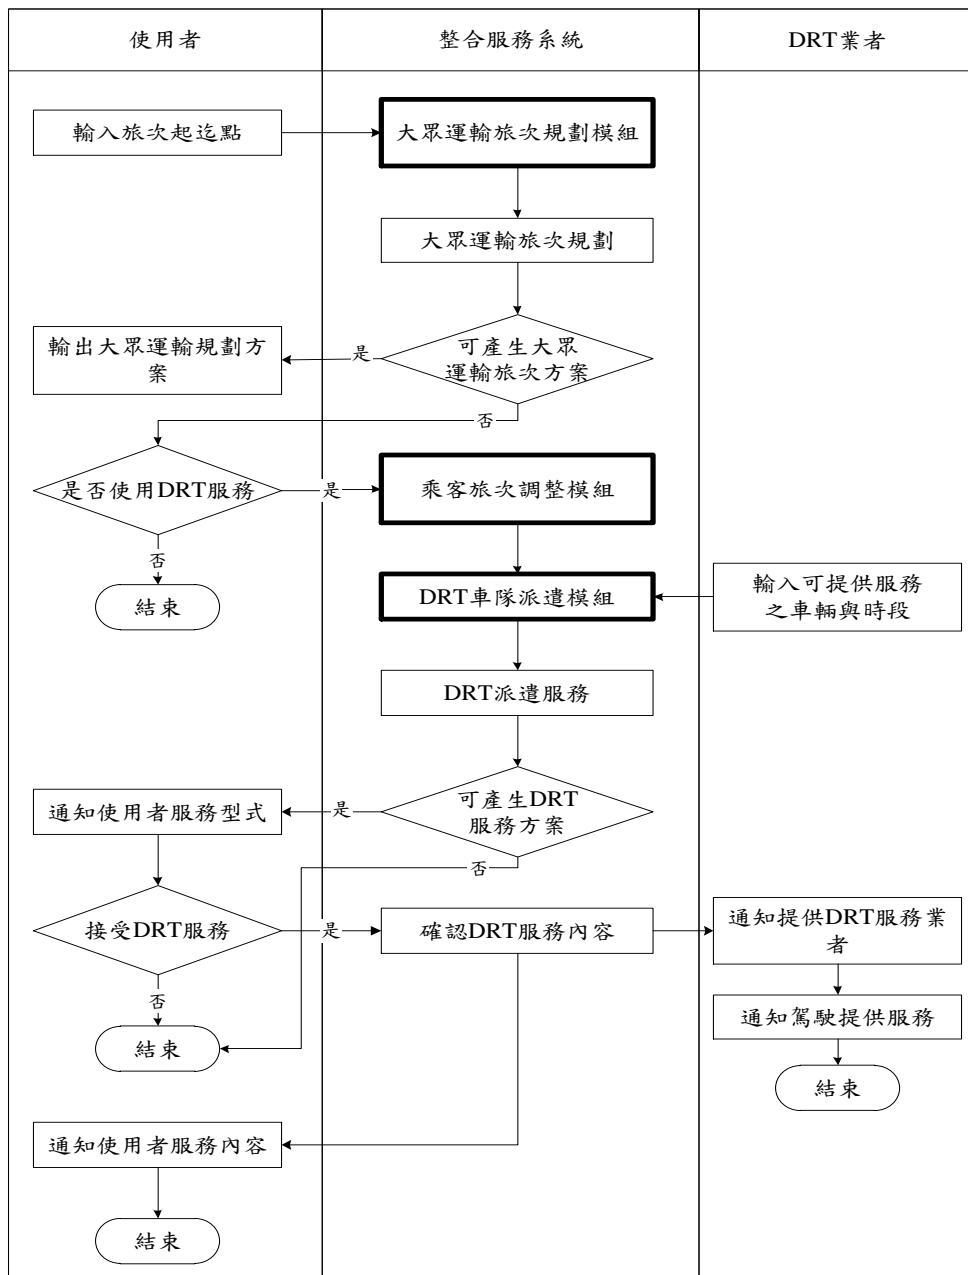 使用者
整合服務系統
DRT業者
輸入旅次起迄點
大眾運輸旅次規劃模組
大眾運輸旅次規劃
輸出大眾運輸規劃方
案
是
可產生大眾
運輸旅次方案
否
是否使用DRT服務
是
乘客旅次調整模組
否
結束
DRT車隊派遣模組
輸入可提供服務
之車輛與時段
DRT派遣服務
通知使用者服務型式
是
可產生DRT
服務方案
否
接受DRT服務
是
確認DRT服務內容
通知提供DRT服務業
者
否
通知駕駛提供服務
結束
結束
通知使用者服務內容
結束